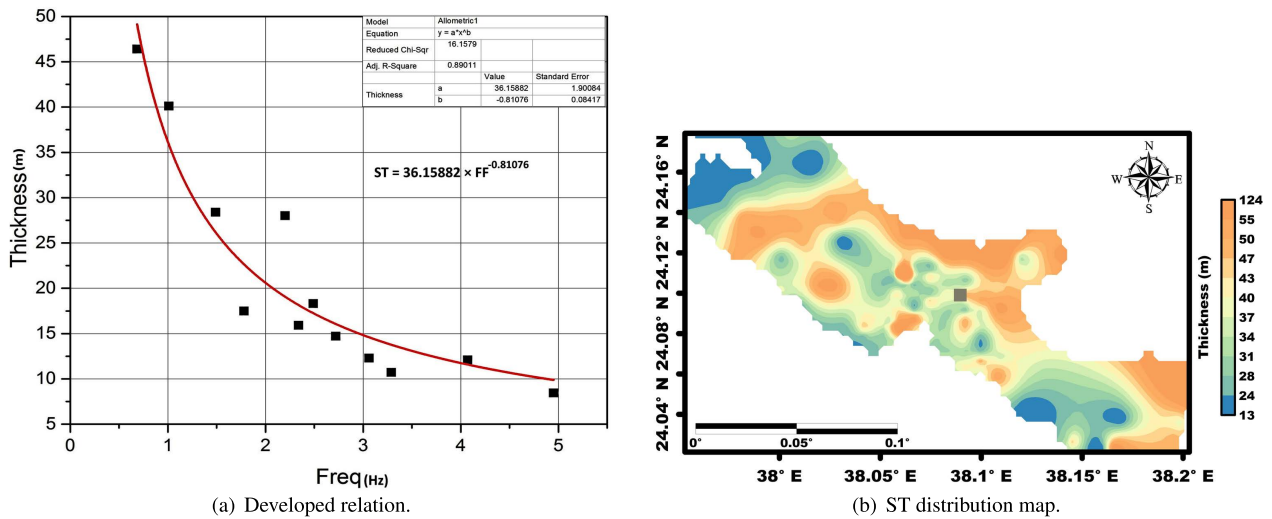 50
45
40
35
30
25
20
15
10
5
0
1
2
3
4
5
Thickness(m)
Freq(Hz)
Model Allometric1
Equation y = a*x^b
Reduced Chi-Sqr 16.1579
Adj. R-Square 0.89011
Value Standard Error
Thickness a 36.15882 1.90084
b -0.81076 0.08417
ST = 36.15882 × FF^-0.81076
(a) Developed relation.
24.16° N
24.12° N
24.08° N
24.04° N
N
W E
S
0° 0.05° 0.1°
38° E 38.05° E 38.1° E 38.15° E 38.2° E
Thickness (m)
124
55
50
47
43
40
37
34
31
28
24
13
(b) ST distribution map.